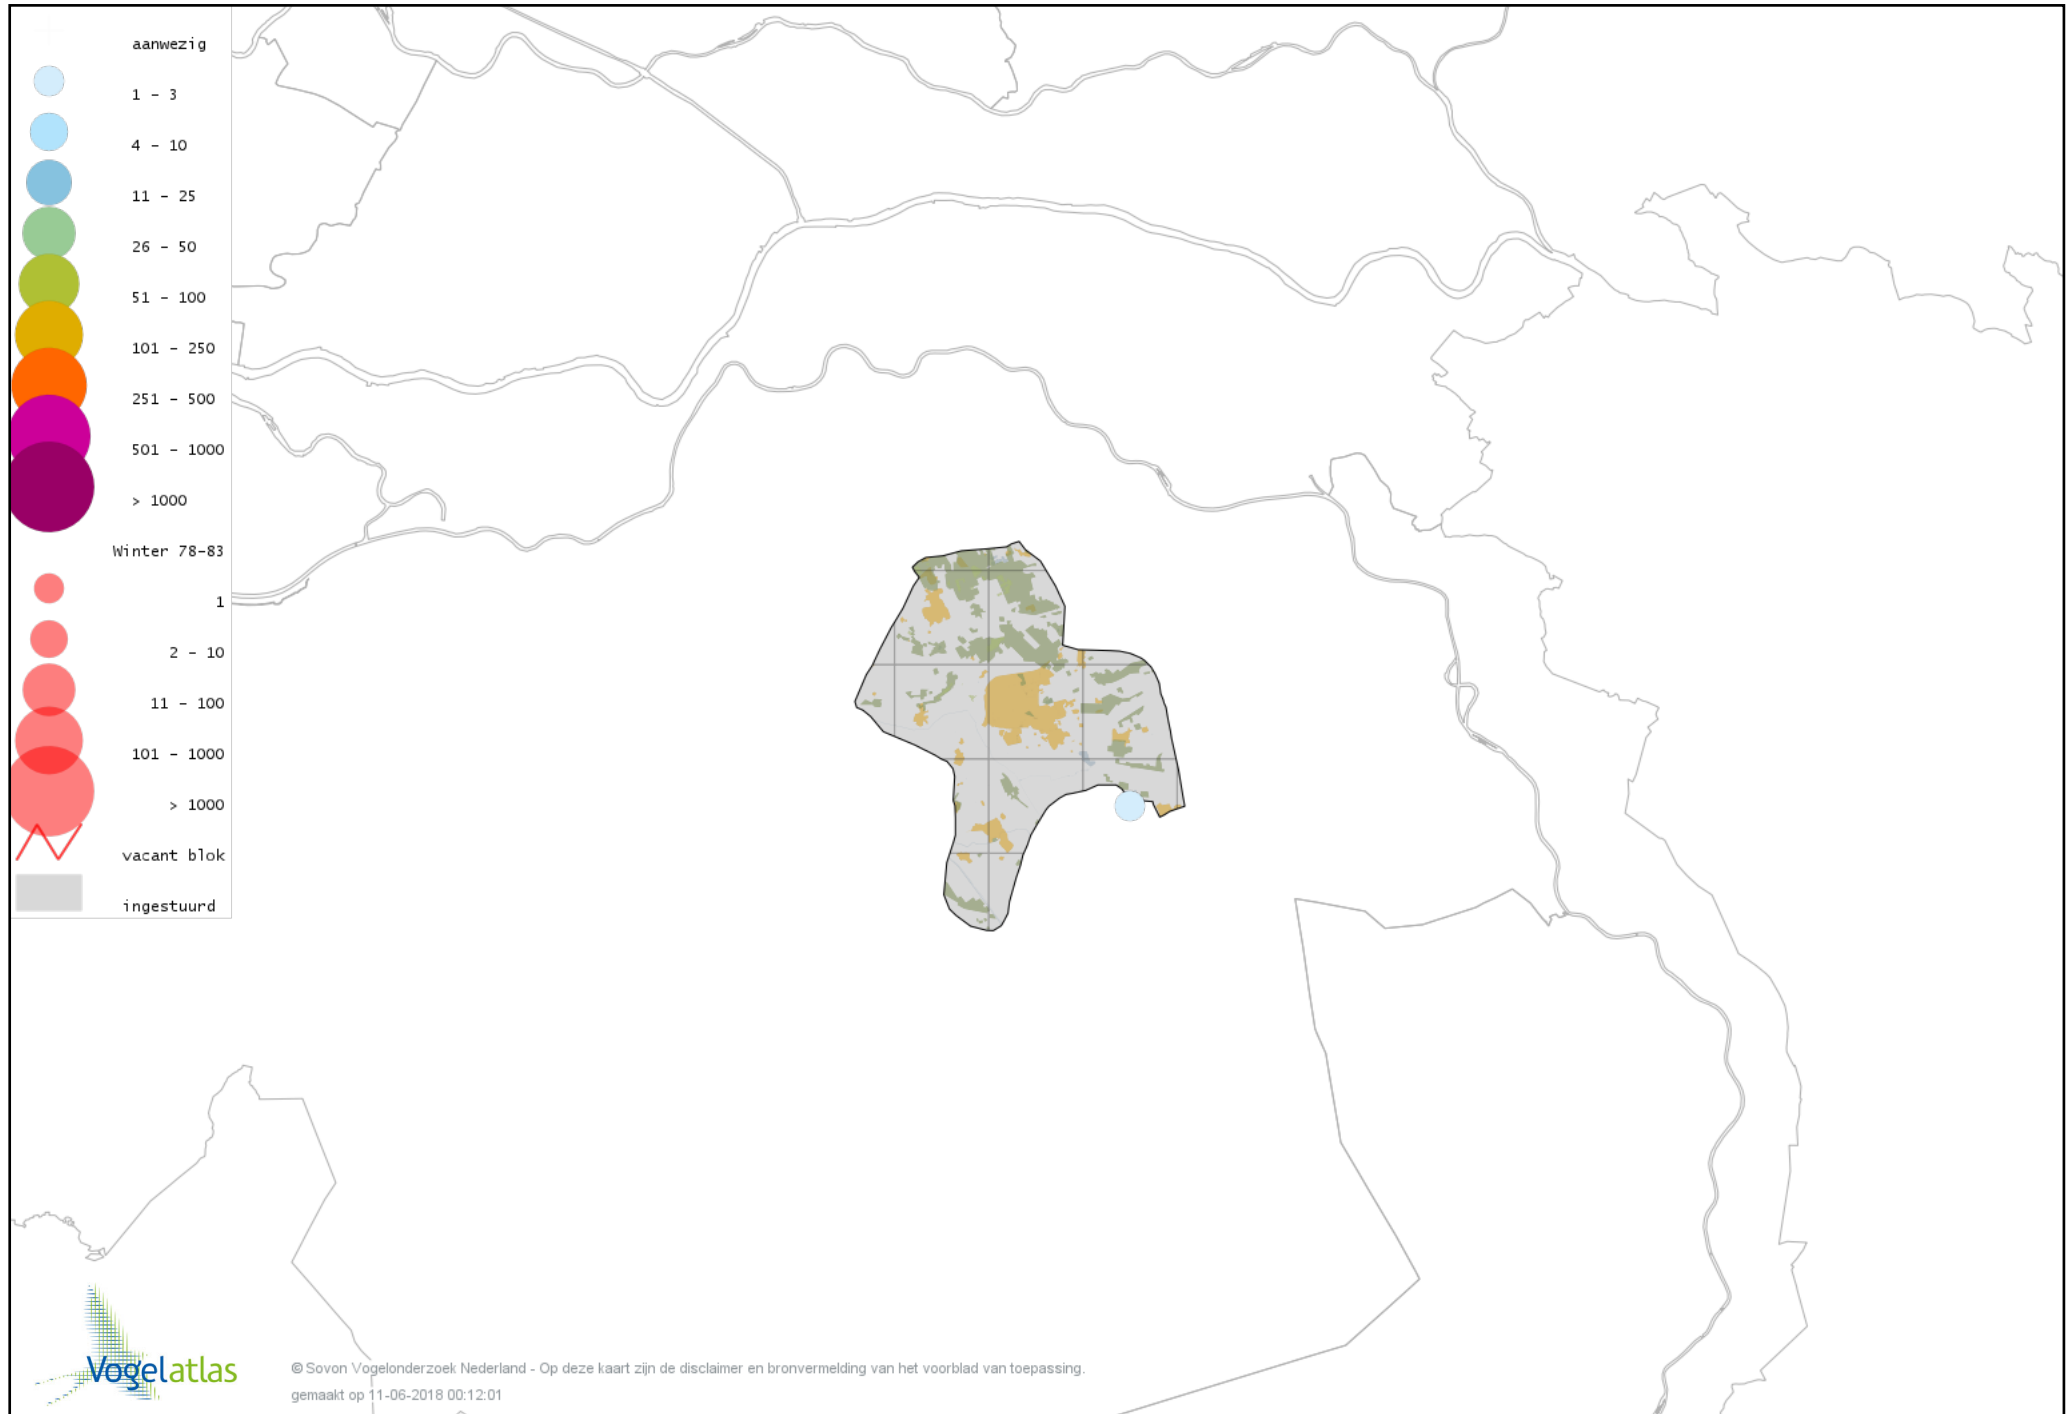 aanwezig
1 - 3
4 - 10
11 - 25
26 - 50
51 - 100
101 - 250
251 - 500
501 - 1000
> 1000
Winter 78-83
1
2 - 10
11 - 100
101 - 1000
> 1000
vacant blok
ingestuurd
Vogelatlas
© Sovon Vogelonderzoek Nederland - Op deze kaart zijn de disclaimer en bronvermelding van het voorblad van toepassing.
gemaakt op 11-06-2018 00:12:01